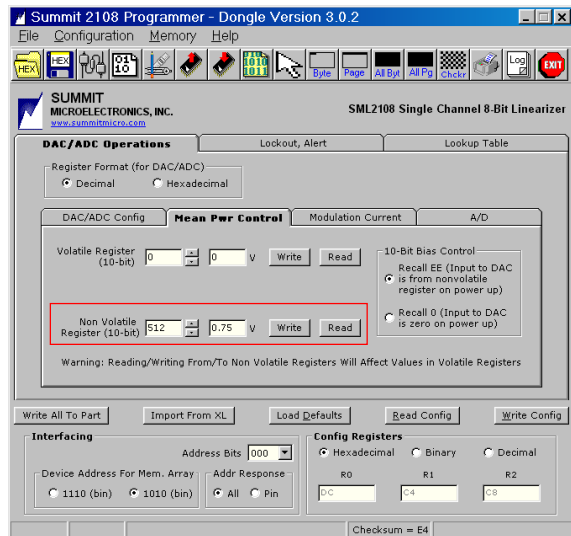 Summit 2108 Programmer - Dongle Version 3.0.2
File Configuration Memory Help
HEX HEX Byte Page All Byt All Pg Chckr Log EXIT
SUMMIT
MICROELECTRONICS, INC.
www.summitmicro.com
SML2108 Single Channel 8-Bit Linearizer
DAC/ADC Operations Lockout, Alert Lookup Table
Register Format (for DAC/ADC)
Decimal Hexadecimal
DAC/ADC Config Mean Pwr Control Modulation Current A/D
Volatile Register
(10-bit) 0 0 V Write Read
10-Bit Bias Control
Recall EE (Input to DAC
is from nonvolatile
register on power up)
Recall 0 (Input to DAC
is zero on power up)
Non Volatile
Register (10-bit) 512 0.75 V Write Read
Warning: Reading/Writing From/To Non Volatile Registers Will Affect Values in Volatile Registers
Write All To Part Import From XL Load Defaults Read Config Write Config
Interfacing
Address Bits 000
Device Address For Mem. Array
1110 (bin) 1010 (bin)
Addr Response
All Pin
Config Registers
Hexadecimal Binary Decimal
R0 R1 R2
DC C4 C8
Checksum = E4